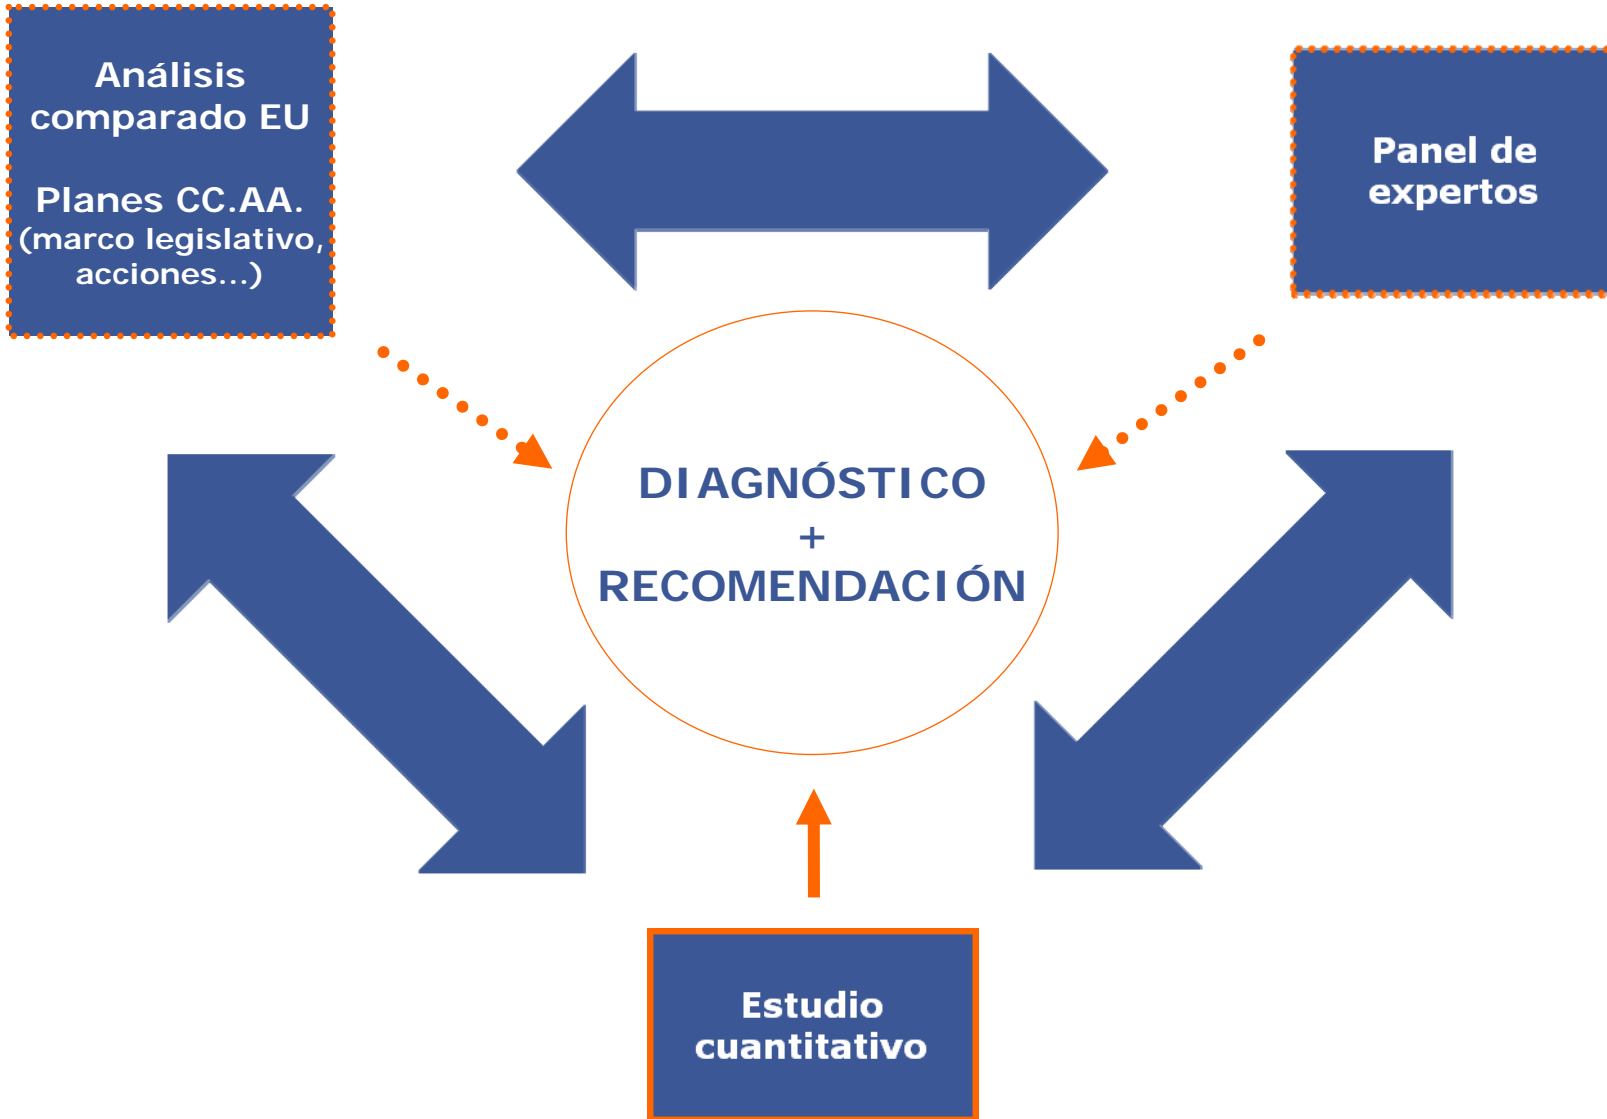 Análisis
comparado EU
Planes CC.AA.
(marco legislativo,
acciones...)
Panel de
expertos
DIAGNÓSTICO
+
RECOMENDACIÓN
Estudio
cuantitativo